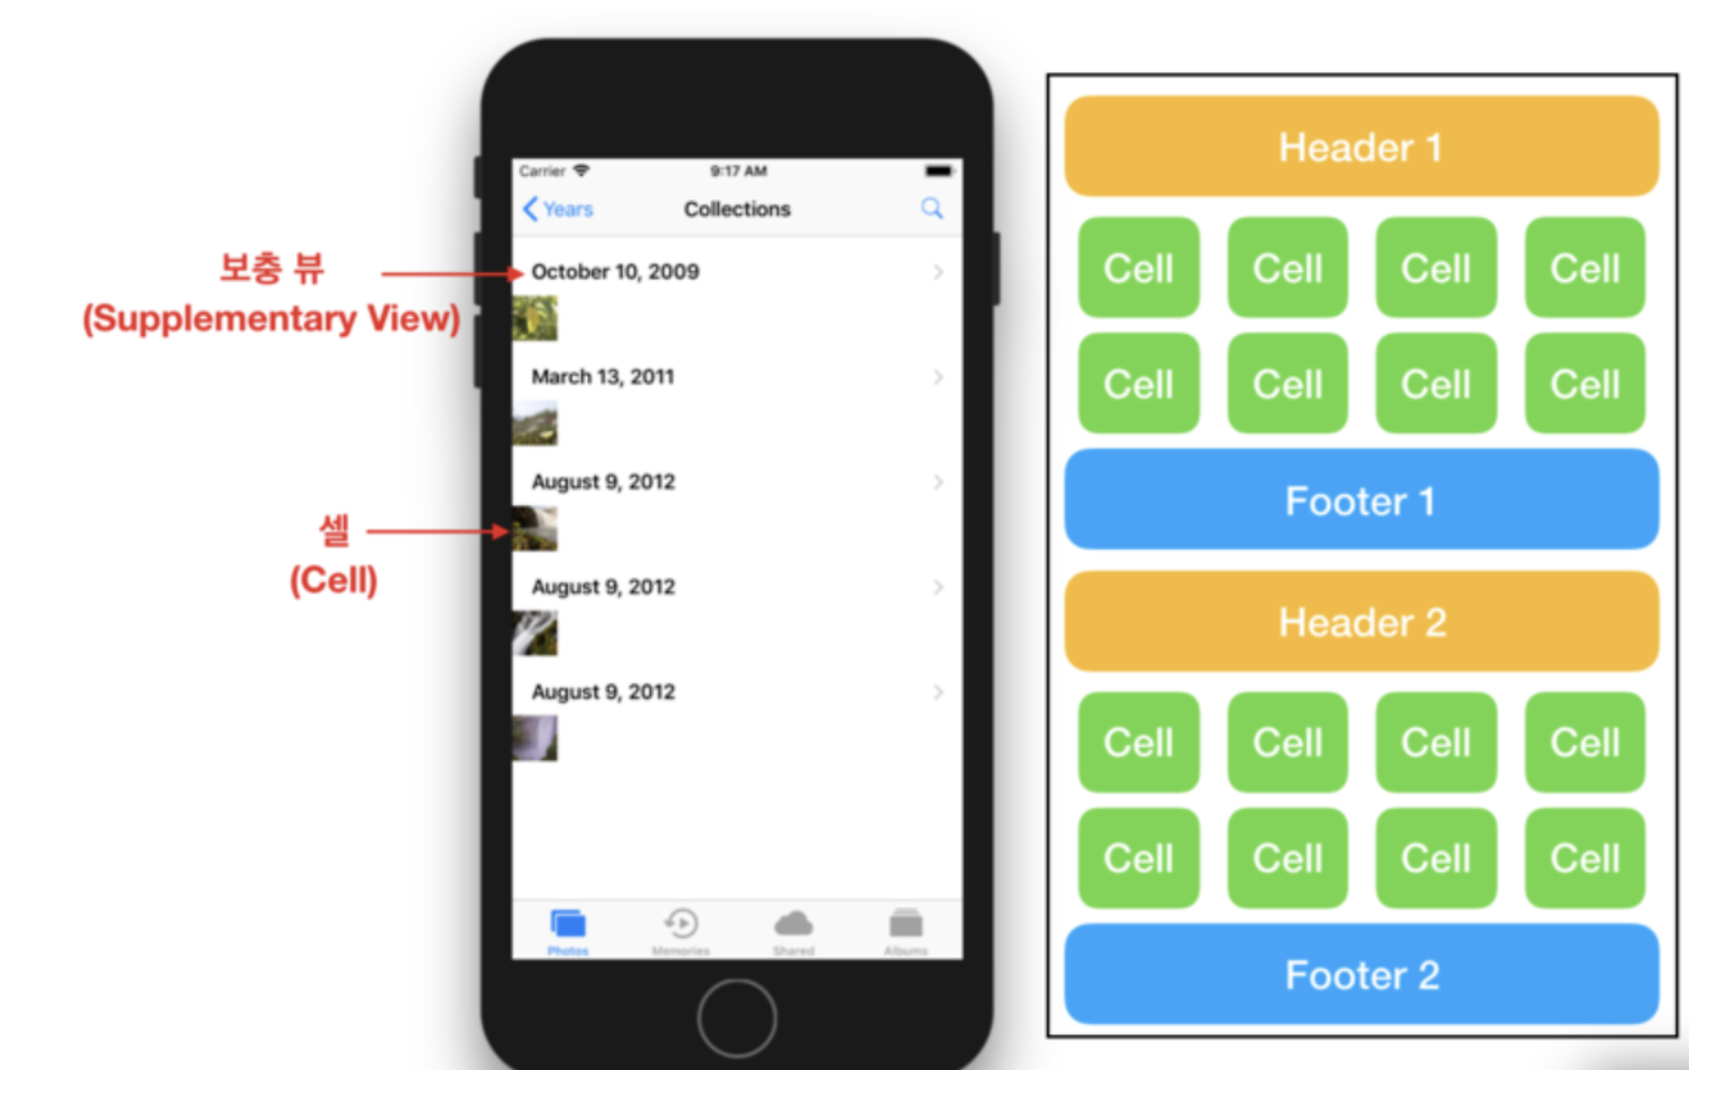 보충 뷰
(Supplementary View)
셀
(Cell)
Carrier 9:17 AM
Years Collections
October 10, 2009
March 13, 2011
August 9, 2012
August 9, 2012
August 9, 2012
Photos Memories Shared Albums
Header 1
Cell Cell Cell Cell
Cell Cell Cell Cell
Footer 1
Header 2
Cell Cell Cell Cell
Cell Cell Cell Cell
Footer 2